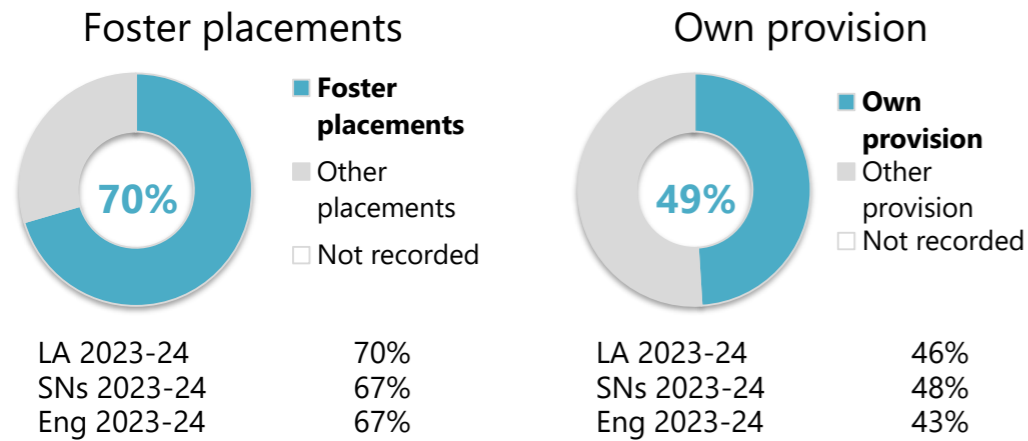 Foster placements
70%
Foster
placements
Other
placements
Not recorded
LA 2023-24 70%
SNs 2023-24 67%
Eng 2023-24 67%
Own provision
49%
Own
provision
Other
provision
Not recorded
LA 2023-24 46%
SNs 2023-24 48%
Eng 2023-24 43%